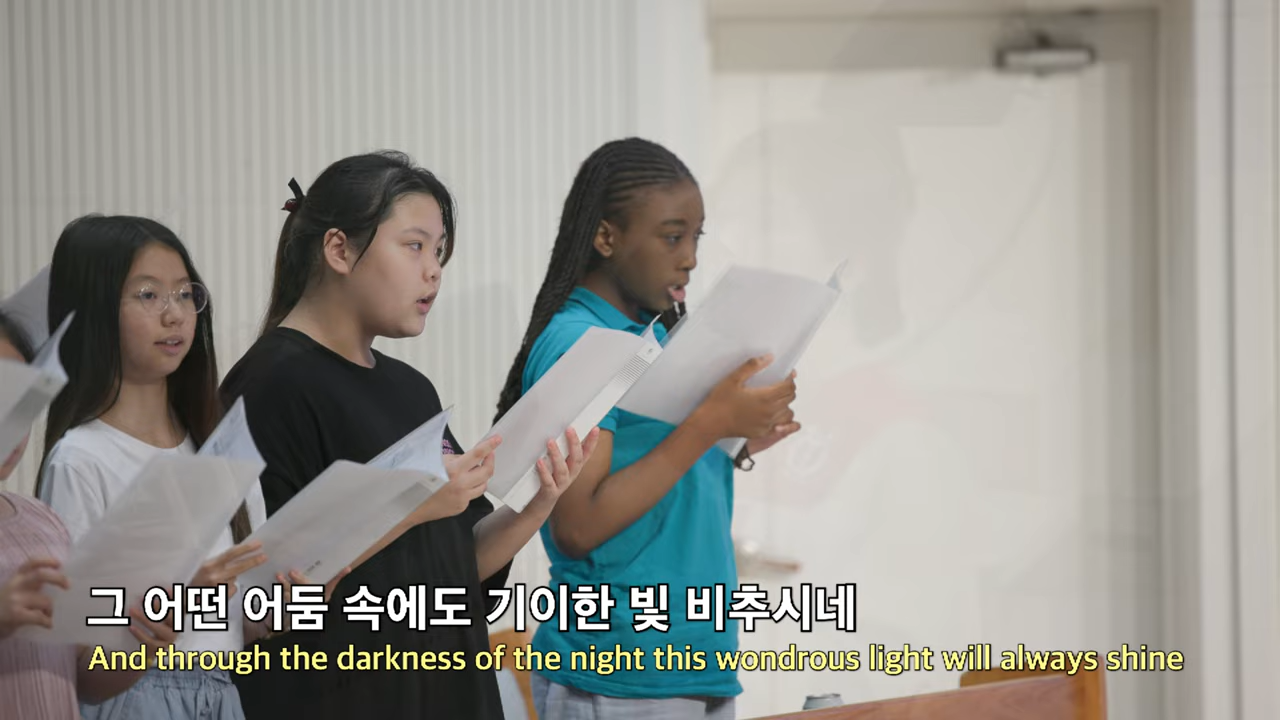 그 어떤 어둠 속에도 기이한 빛 비추시네
And through the darkness of the night this wondrous light will always shine